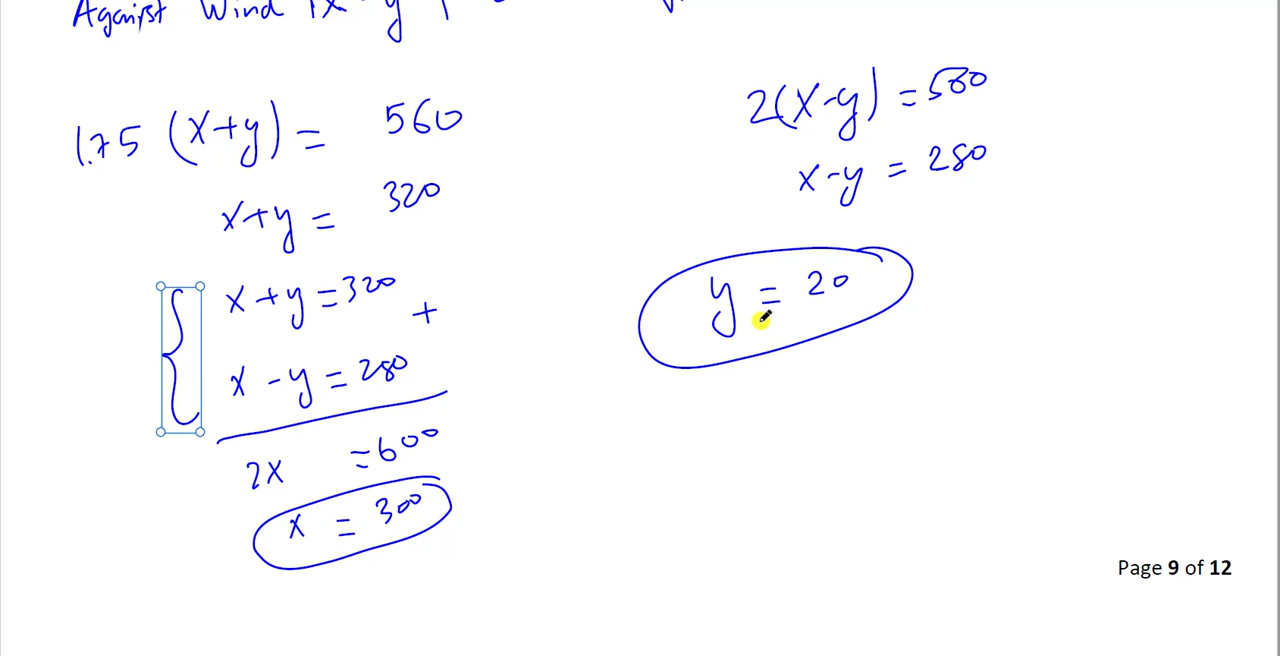 Against Wind x - y
1.75 (x+y) = 560
x+y = 320
x+y = 320
+
x - y = 280
2x = 600
x = 300
2(x-y) = 560
x-y = 280
y = 20
Page 9 of 12